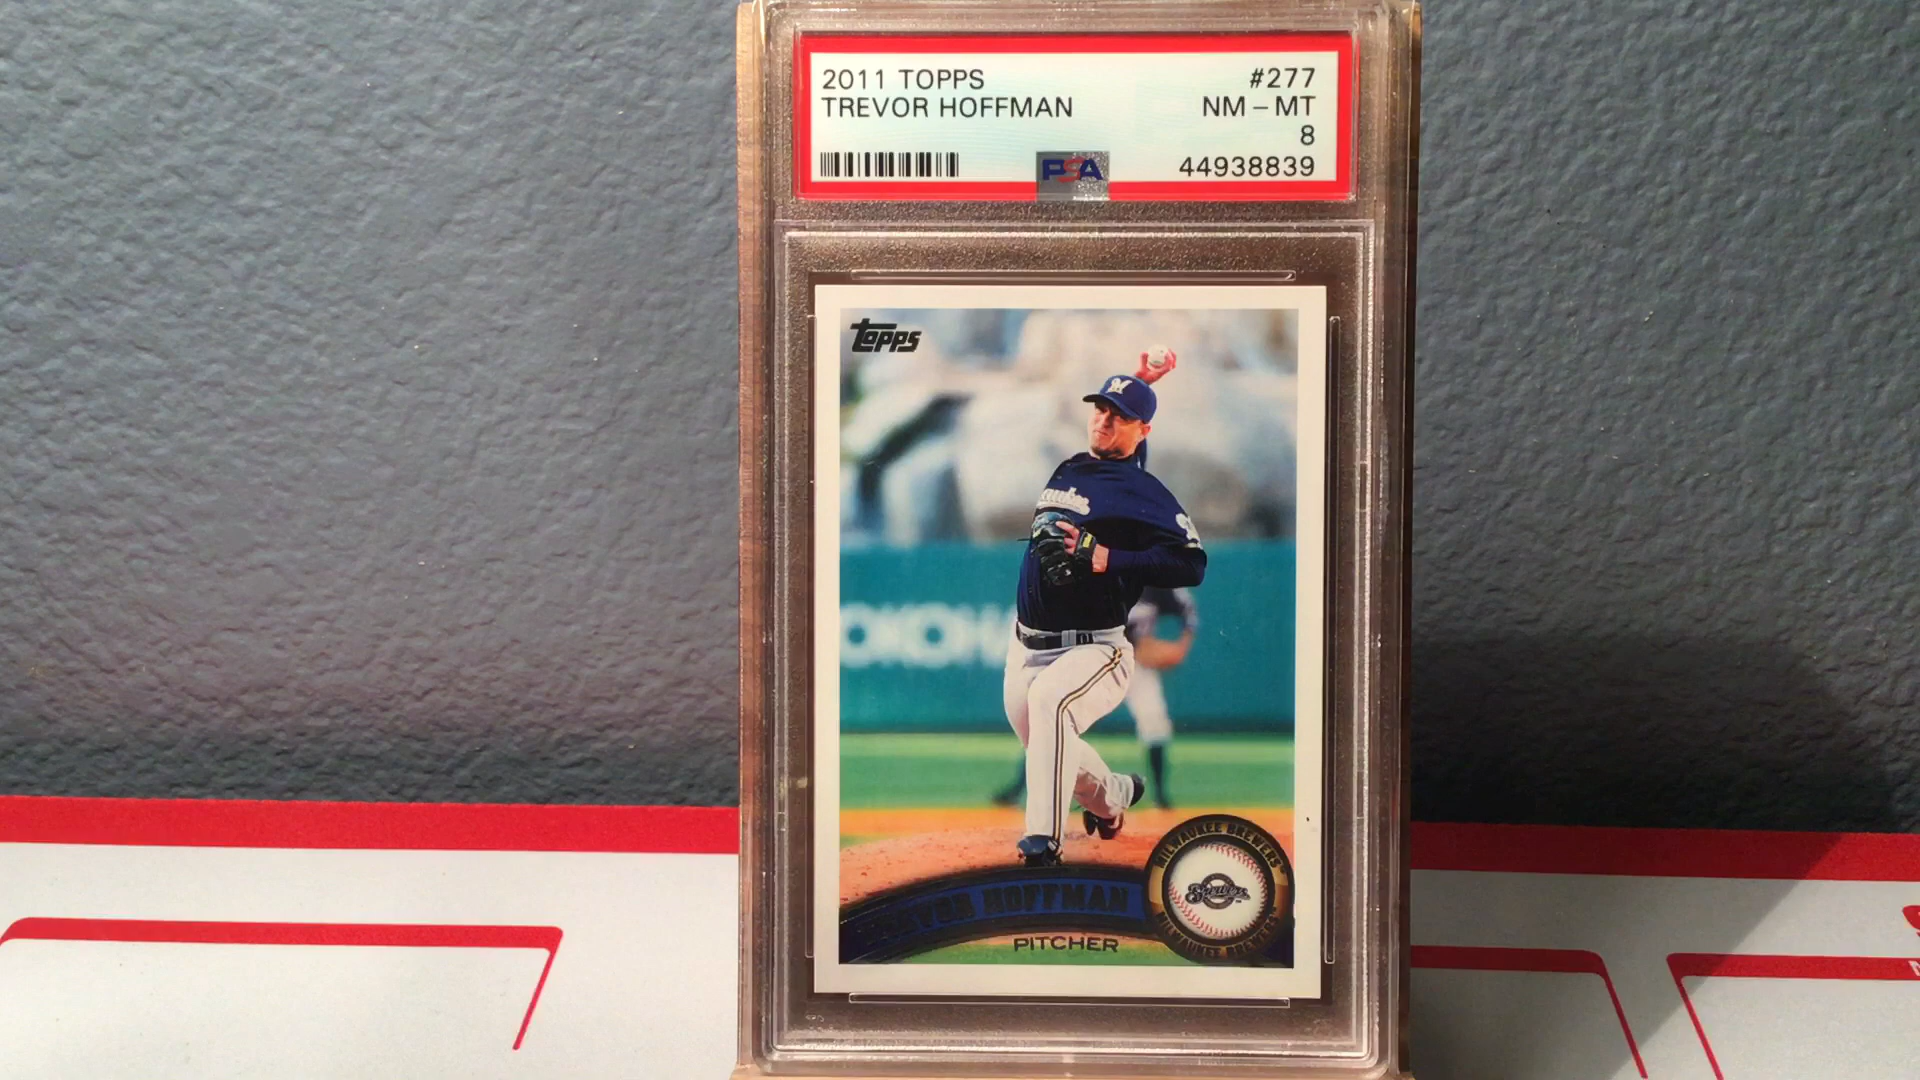 2011 TOPPS #277
TREVOR HOFFMAN NM – MT
8
PSA 44938839
topps
TREVOR HOFFMAN
PITCHER
MILWAUKEE BREWERS
Brewers
MILWAUKEE BREWERS